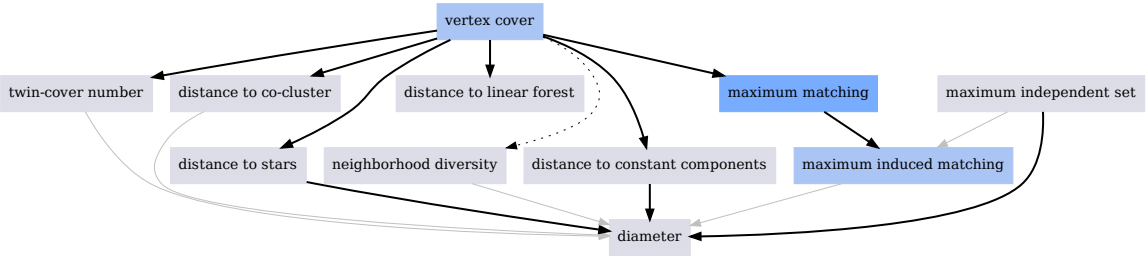 vertex cover
twin-cover number
distance to co-cluster
distance to linear forest
maximum matching
maximum independent set
distance to stars
neighborhood diversity
distance to constant components
maximum induced matching
diameter